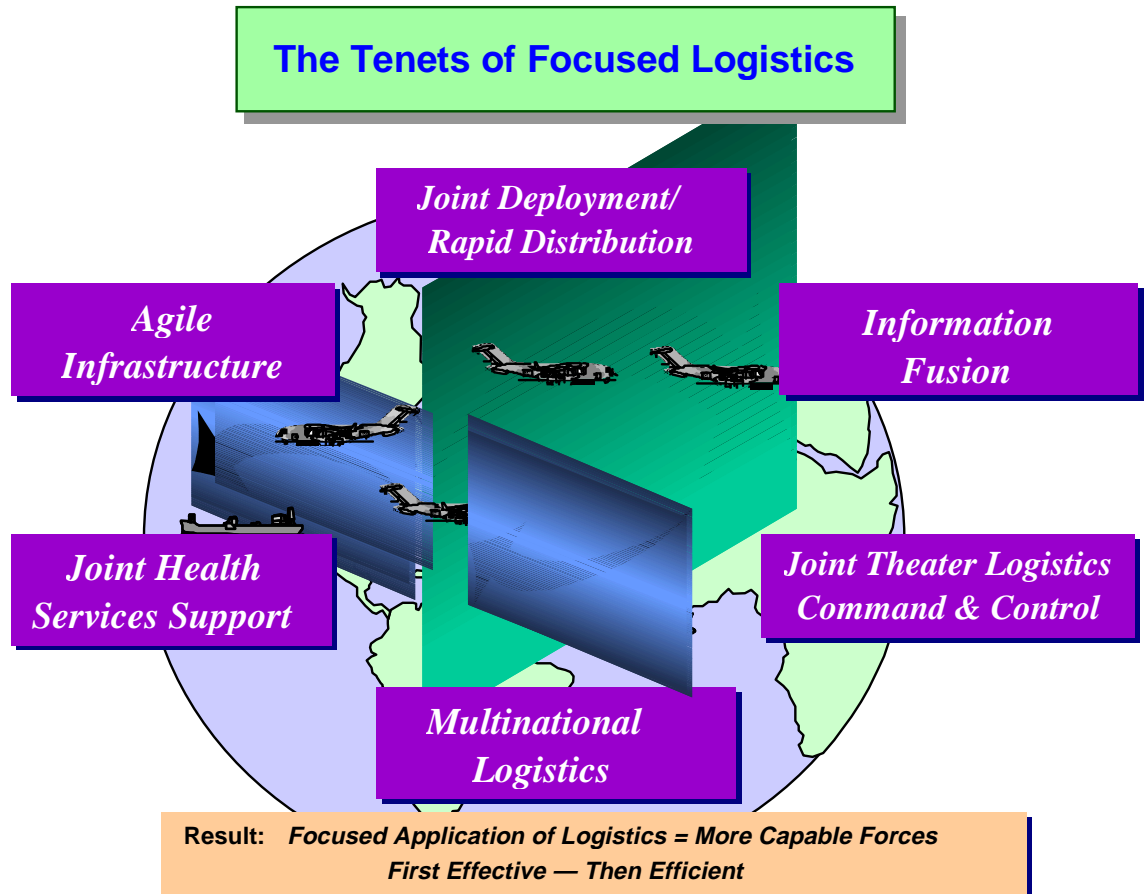 The Tenets of Focused Logistics
Joint Deployment/
Rapid Distribution
Agile
Infrastructure
Information
Fusion
Joint Health
Services Support
Joint Theater Logistics
Command & Control
Multinational
Logistics
Result: Focused Application of Logistics = More Capable Forces
First Effective — Then Efficient